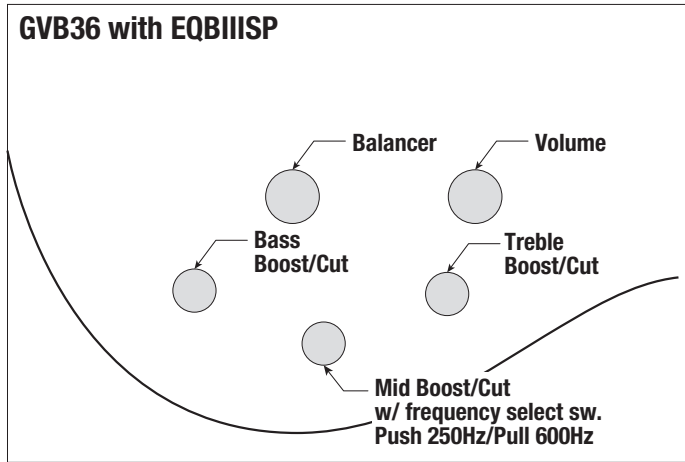 GVB36 with EQBIIISP
Balancer
Volume
Bass
Boost/Cut
Treble
Boost/Cut
Mid Boost/Cut
w/ frequency select sw.
Push 250Hz/Pull 600Hz